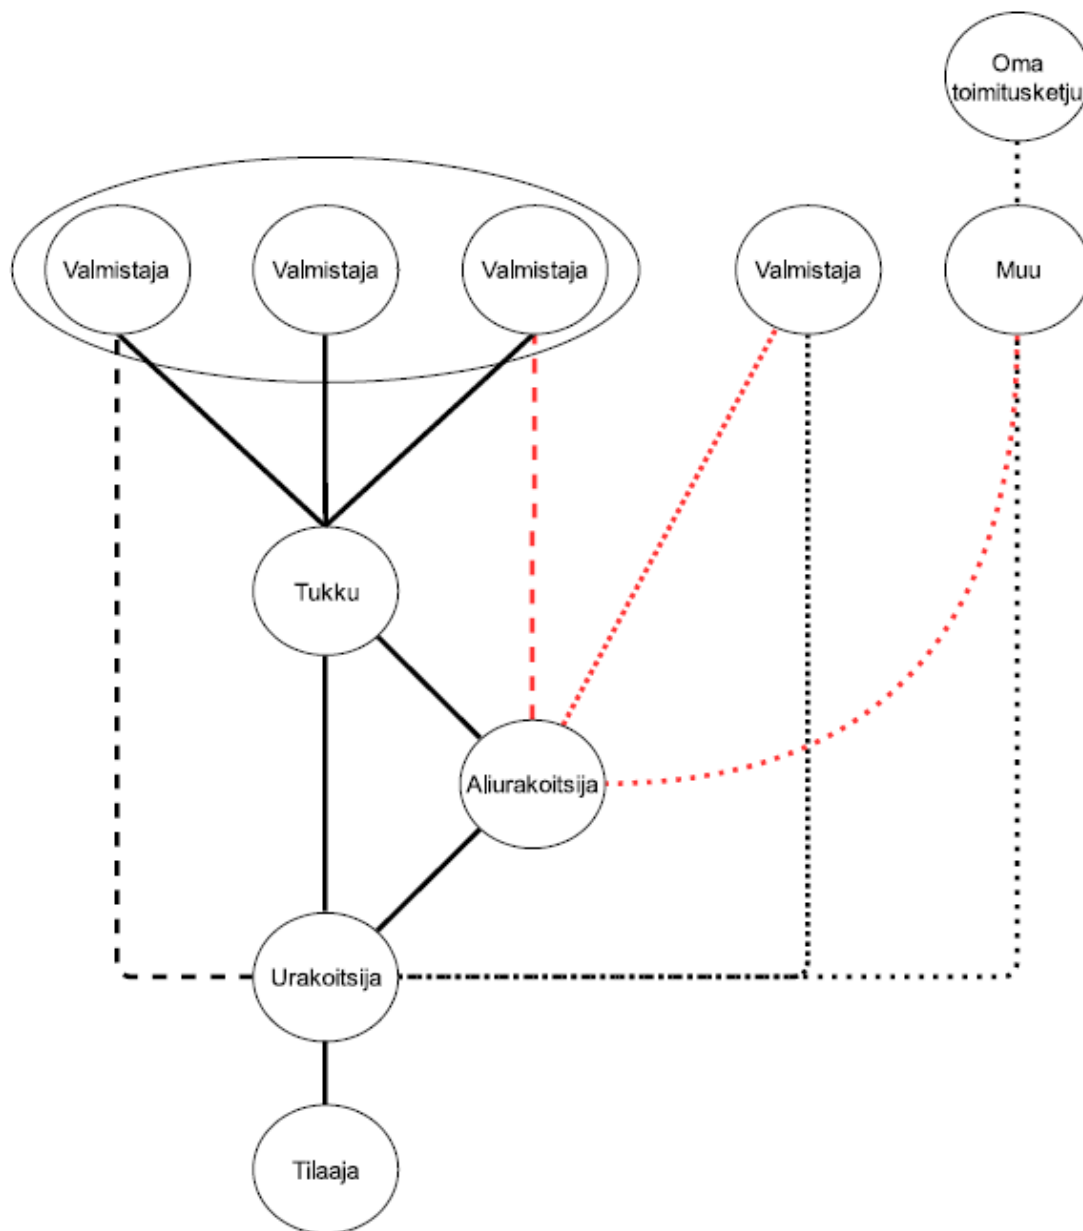 Oma
toimitusketju
Valmistaja
Valmistaja
Valmistaja
Valmistaja
Muu
Tukku
Aliurakoitsija
Urakoitsija
Tilaaja